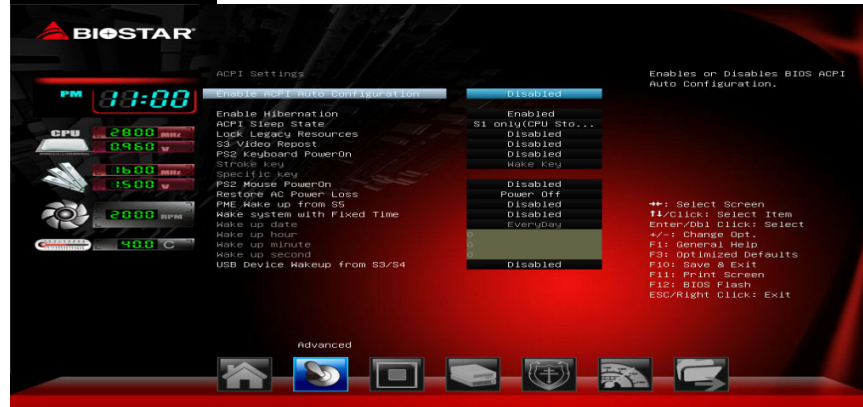 BIOSTAR
ACPI Settings
Enable ACPI Auto Configuration Disabled
Enable Hibernation Enabled
ACPI Sleep State S1 only(CPU Sto...
Lock Legacy Resources Disabled
S3 Video Repost Disabled
PS2 Keyboard PowerOn Disabled
Stroke key Wake Key
Specific key
PS2 Mouse PowerOn Disabled
Restore AC Power Loss Power Off
PME Wake up from S5 Disabled
Wake system with Fixed Time Disabled
Wake up date EveryDay
Wake up hour 0
Wake up minute 0
Wake up second 0
USB Device Wakeup from S3/S4 Disabled
PM 11:00
CPU 2800 MHz
0.960 V
1600 MHz
1.500 V
2000 RPM
40.0 C
Enables or Disables BIOS ACPI
Auto Configuration.
→←: Select Screen
↑↓/Click: Select Item
Enter/Dbl Click: Select
+/-: Change Opt.
F1: General Help
F3: Optimized Defaults
F10: Save & Exit
F11: Print Screen
F12: BIOS Flash
ESC/Right Click: Exit
Advanced